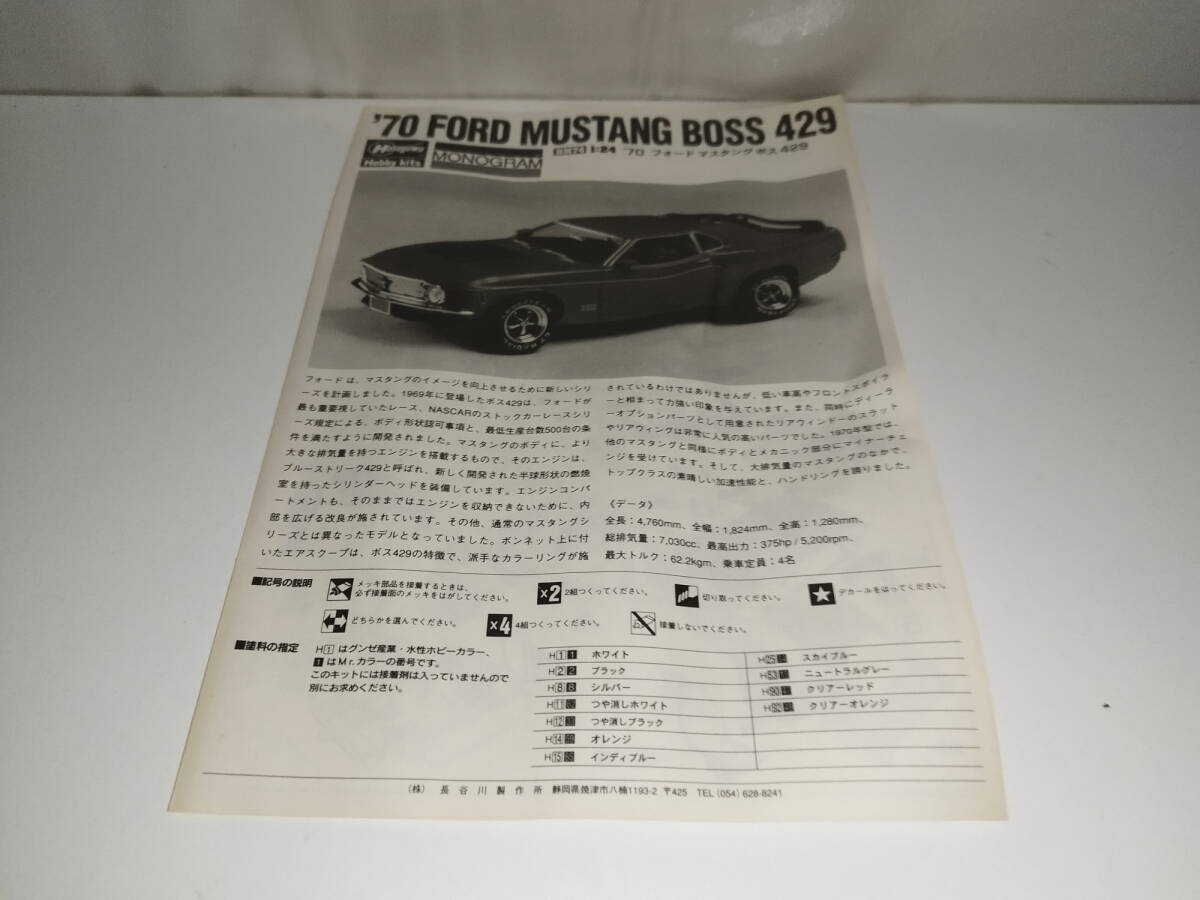 '70 FORD MUSTANG BOSS 429
Hasegawa
Hobby kits
MONOGRAM
HM74 1:24 '70 フォード マスタング ボス 429
フォードは、マスタングのイメージを向上させるために新しいシリ
ーズを計画しました。1969年に登場したボス429は、フォードが
最も重要視していたレース、NASCARのストックカーレースシリ
ーズ規定による、ボディ形状認可事項と、最低生産台数500台の条
件を満たすように開発されました。マスタングのボディに、より
大きな排気量を持つエンジンを搭載するもので、そのエンジンは、
ブルーストリーク429と呼ばれ、新しく開発された半球形状の燃焼
室を持ったシリンダーヘッドを装備しています。エンジンコンパ
ートメントも、そのままではエンジンを収納できないために、内
部を広げる改良が施されています。その他、通常のマスタングシ
リーズとは異なったモデルとなっていました。ボンネット上に付
いたエアスクープは、ボス429の特徴で、派手なカラーリングが施
されているわけではありませんが、低い車高やフロントスポイラ
ーと相まって力強い印象を与えています。また、同時にディーラ
ーオプションパーツとして用意されたリアウィンドーのスラット
やリアウィングは非常に人気の高いパーツでした。1970年型では、
他のマスタングと同様にボディとメカニック部分にマイナーチェ
ンジを受けています。そして、大排気量のマスタングのなかで、
トップクラスの素晴しい加速性能と、ハンドリングを誇りました。
《データ》
全長：4,760mm、全幅：1,824mm、全高：1,280mm、
総排気量：7,030cc、最高出力：375hp / 5,200rpm、
最大トルク：62.2kgm、乗車定員：4名
■記号の説明
メッキ部品を接着するときは、
必ず接着面のメッキをはがしてください。
×2 2組つくってください。
切り取ってください。
デカールをはってください。
どちらかを選んでください。
×4 4組つくってください。
接着しないでください。
■塗料の指定
H1 はグンゼ産業・水性ホビーカラー、
1 はMr.カラーの番号です。
このキットには接着剤は入っていませんので
別にお求めください。
H1 1 ホワイト
H2 2 ブラック
H8 8 シルバー
H11 つや消しホワイト
H12 つや消しブラック
H14 オレンジ
H15 インディブルー
H25 スカイブルー
H53 ニュートラルグレー
H90 クリアーレッド
H92 クリアーオレンジ
（株） 長谷川製作所 静岡県焼津市八楠1193-2 〒425 TEL (054) 628-8241